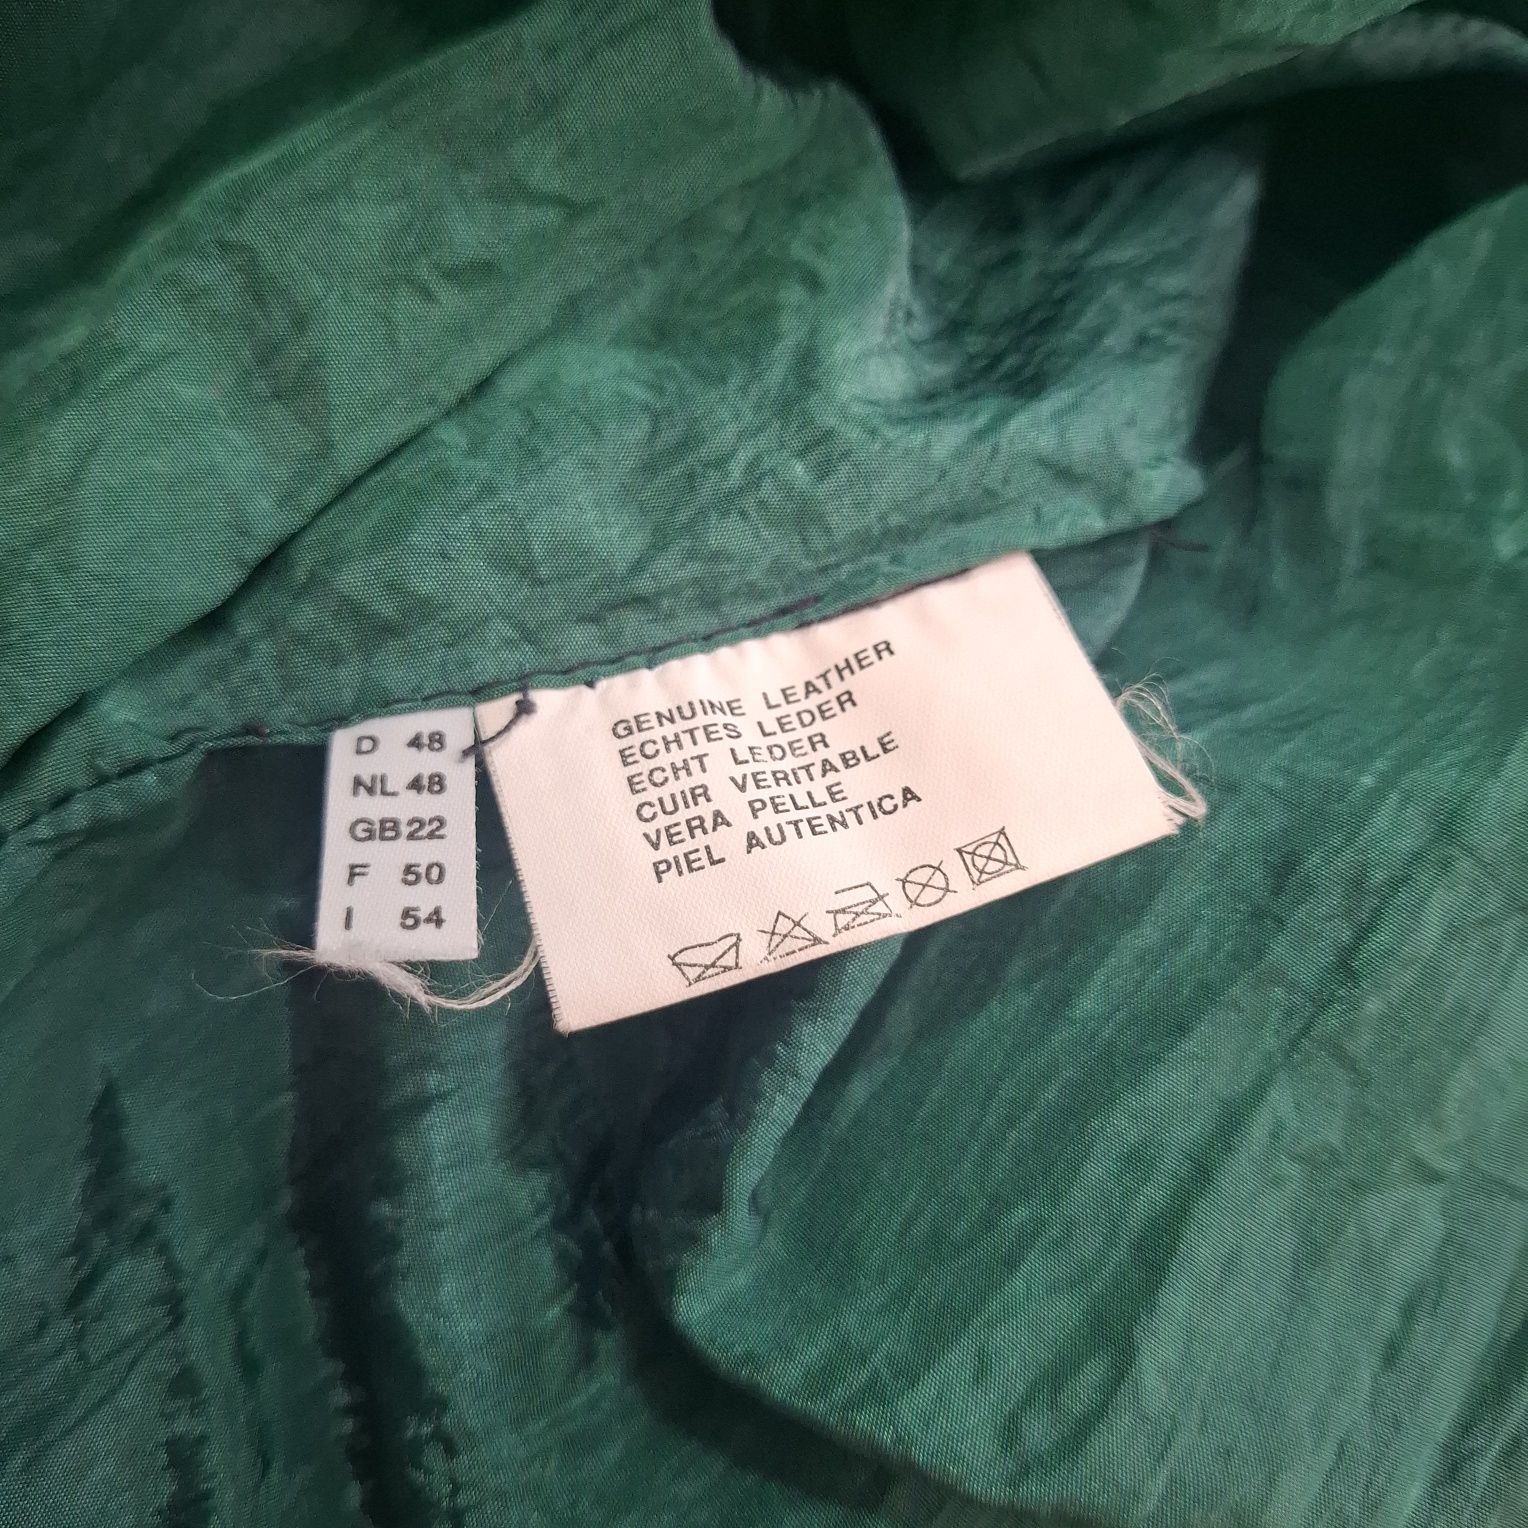 D 48
NL 48
GB 22
F 50
I 54
GENUINE LEATHER
ECHTES LEDER
ECHT LEDER
CUIR VERITABLE
VERA PELLE
PIEL AUTENTICA